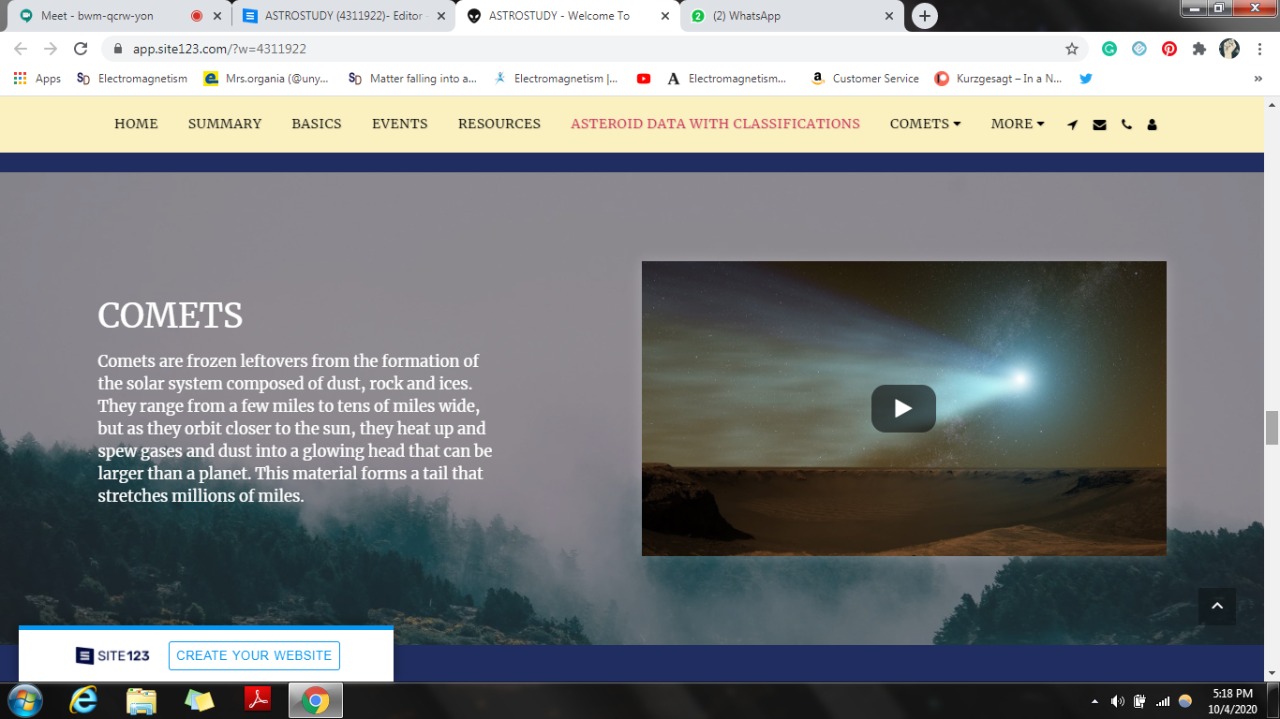 Meet - bwm-qcrw-yon
ASTROSTUDY (4311922)- Editor -
ASTROSTUDY - Welcome To
2 (2) WhatsApp
app.site123.com/?w=4311922
Apps
SD Electromagnetism
Mrs.organia (@uny...
SD Matter falling into a...
Electromagnetism |...
A Electromagnetism...
a Customer Service
Kurzgesagt – In a N...
»
HOME
SUMMARY
BASICS
EVENTS
RESOURCES
ASTEROID DATA WITH CLASSIFICATIONS
COMETS
MORE
COMETS
Comets are frozen leftovers from the formation of
the solar system composed of dust, rock and ices.
They range from a few miles to tens of miles wide,
but as they orbit closer to the sun, they heat up and
spew gases and dust into a glowing head that can be
larger than a planet. This material forms a tail that
stretches millions of miles.
SITE123
CREATE YOUR WEBSITE
5:18 PM
10/4/2020